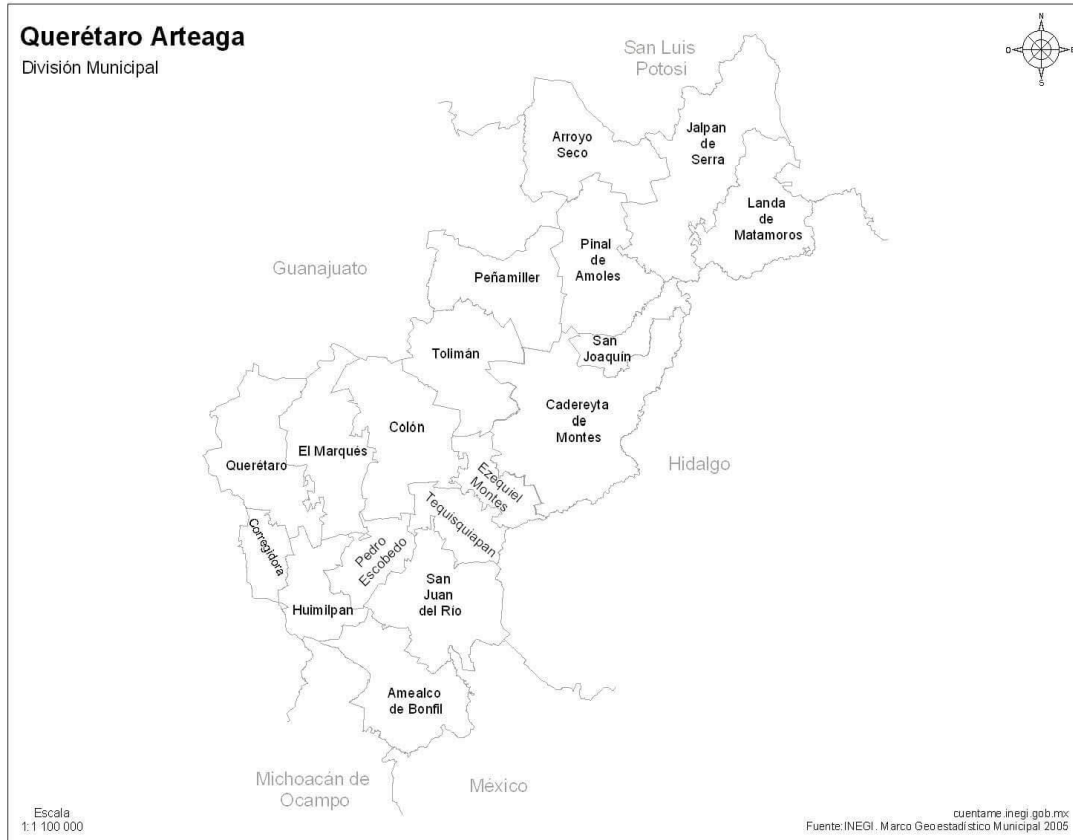 Querétaro Arteaga
División Municipal
N
O
E
S
San Luis
Potosi
Arroyo
Seco
Jalpan
de
Serra
Landa
de
Matamoros
Pinal
de
Amoles
Guanajuato
Peñamiller
San
Joaquín
Tolimán
Cadereyta
de
Montes
Colón
El Marqués
Querétaro
Hidalgo
Ezequiel
Montes
Tequisquiapan
Corregidora
Pedro
Escobedo
San
Juan
del Río
Huimilpan
Amealco
de Bonfil
Michoacán de
Ocampo
México
Escala
1:1 100 000
cuentame.inegi.gob.mx
Fuente:INEGI. Marco Geoestadístico Municipal 2005